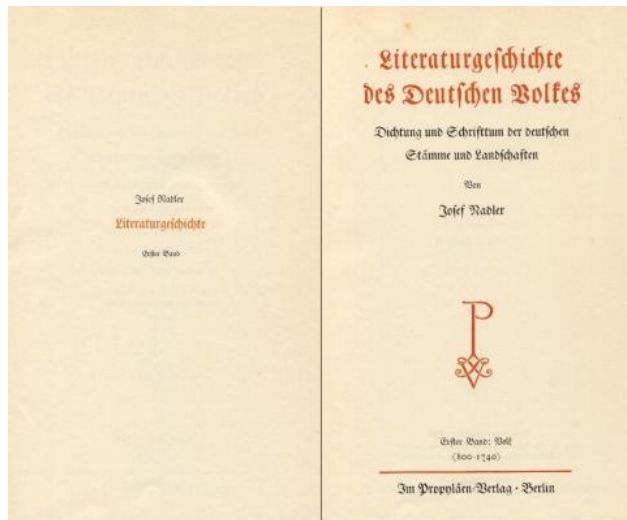 Josef Nadler
Literaturgeschichte
Erster Band
Literaturgeschichte
des Deutschen Volkes
Dichtung und Schrifttum der deutschen
Stämme und Landschaften
Von
Josef Nadler
Erster Band: Volk
(800-1740)
Im Propyläen-Verlag · Berlin